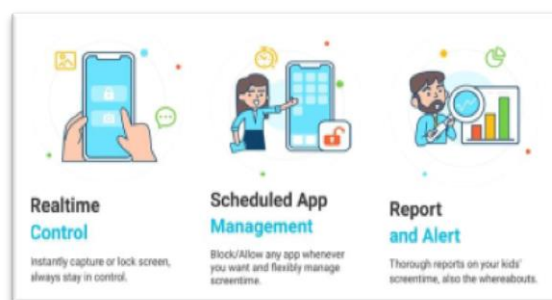 Realtime
Control
Instantly capture or lock screen,
always stay in control.
Scheduled App
Management
Block/Allow any app whenever
you want and flexibly manage
screentime.
Report
and Alert
Thorough reports on your kids'
screentime, also the whereabouts.